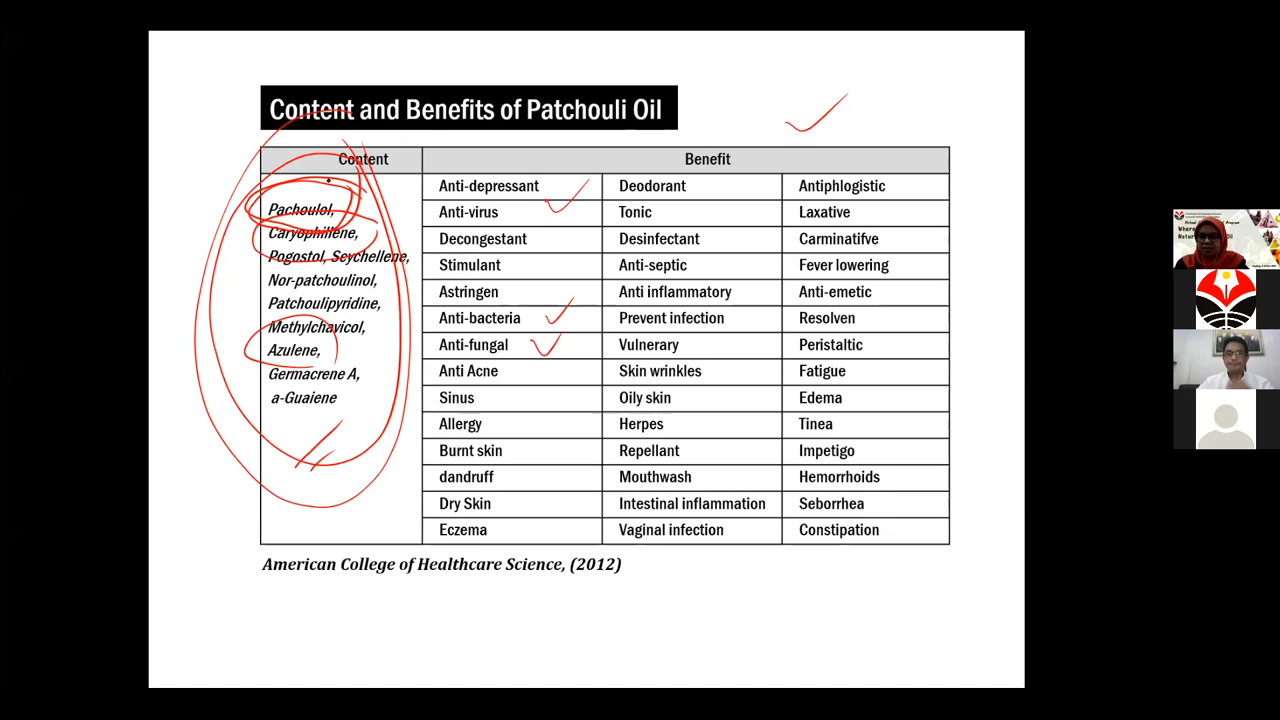 Content and Benefits of Patchouli Oil
Content Benefit
Pachoulol,
Caryophillene,
Pogostol, Seychellene,
Nor-patchoulinol,
Patchoulipyridine,
Methylchavicol,
Azulene,
Germacrene A,
a-Guaiene
Anti-depressant Deodorant Antiphlogistic
Anti-virus Tonic Laxative
Decongestant Desinfectant Carminatifve
Stimulant Anti-septic Fever lowering
Astringen Anti inflammatory Anti-emetic
Anti-bacteria Prevent infection Resolven
Anti-fungal Vulnerary Peristaltic
Anti Acne Skin wrinkles Fatigue
Sinus Oily skin Edema
Allergy Herpes Tinea
Burnt skin Repellant Impetigo
dandruff Mouthwash Hemorrhoids
Dry Skin Intestinal inflammation Seborrhea
Eczema Vaginal infection Constipation
American College of Healthcare Science, (2012)